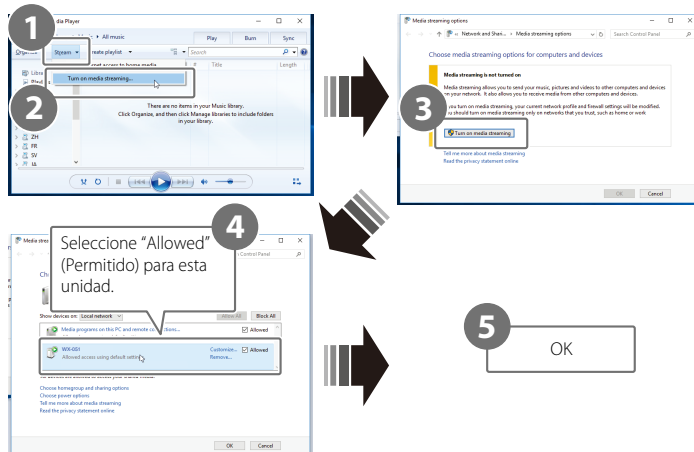 1
dia Player
All music
Play
Burn
Sync
Stream
reate playlist
Search
#
Title
Length
Turn on media streaming...
2
There are no items in your Music library.
Click Organize, and then click Manage libraries to include folders
in your library.
ZH
FR
SV
JA
Media streaming options
Network and Shari...
Media streaming options
Search Control Panel
Choose media streaming options for computers and devices
Media streaming is not turned on
Media streaming allows you to send your music, pictures and videos to other computers and devices
on your network. It also allows you to receive media from other computers and devices.
you turn on media streaming, your current network profile and firewall settings will be modified.
u should turn on media streaming only on networks that you trust, such as home or work
3
Turn on media streaming
Tell me more about media streaming
Read the privacy statement online
OK
Cancel
4
Media strea
Control Panel
Seleccione “Allowed”
(Permitido) para esta
unidad.
Show devices on:
Local network
Allow All
Block All
Media programs on this PC and remote co
ctions...
Allowed
WX-051
Customize...
Allowed
Allowed access using default settings
Remove...
Choose homegroup and sharing options
Choose power options
Tell me more about media streaming
Read the privacy statement online
OK
Cancel
5
OK